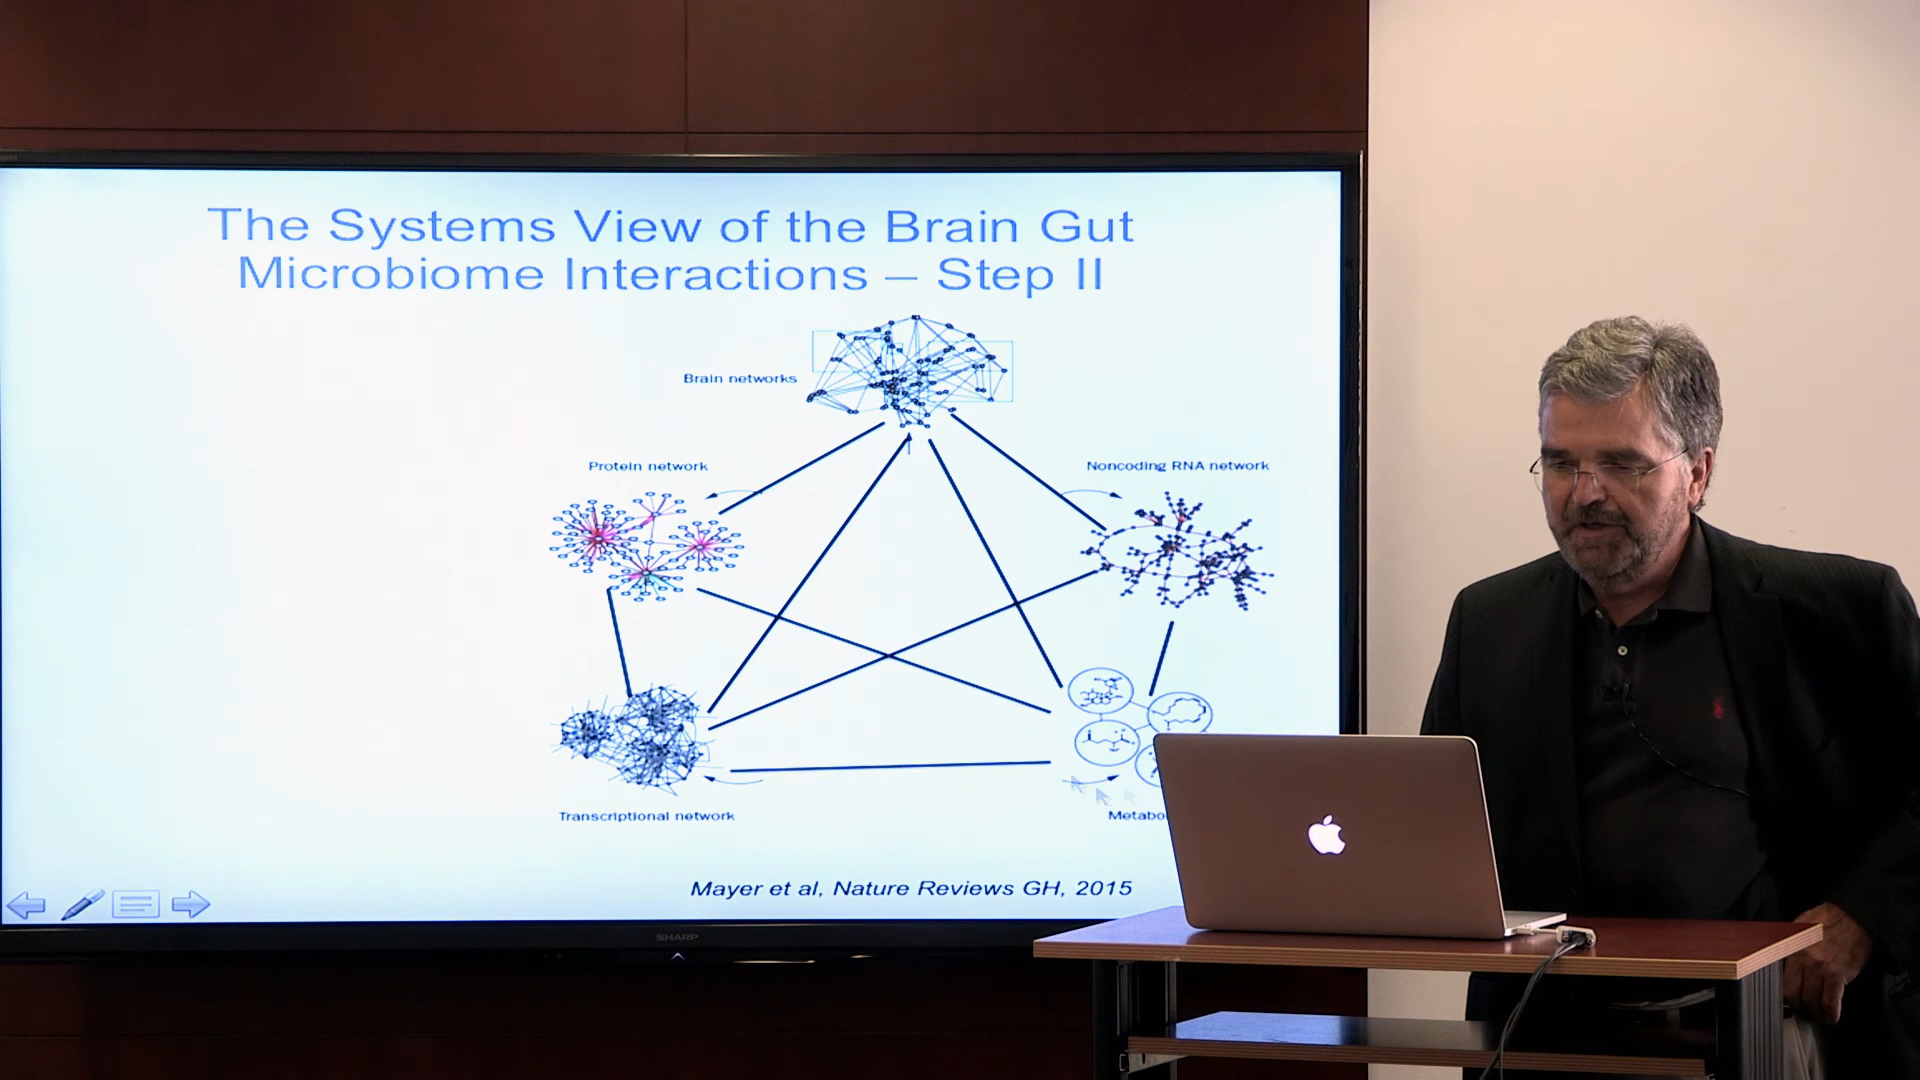 The Systems View of the Brain Gut
Microbiome Interactions – Step II
Brain networks
Protein network
Noncoding RNA network
Transcriptional network
Mayer et al, Nature Reviews GH, 2015
SHARP